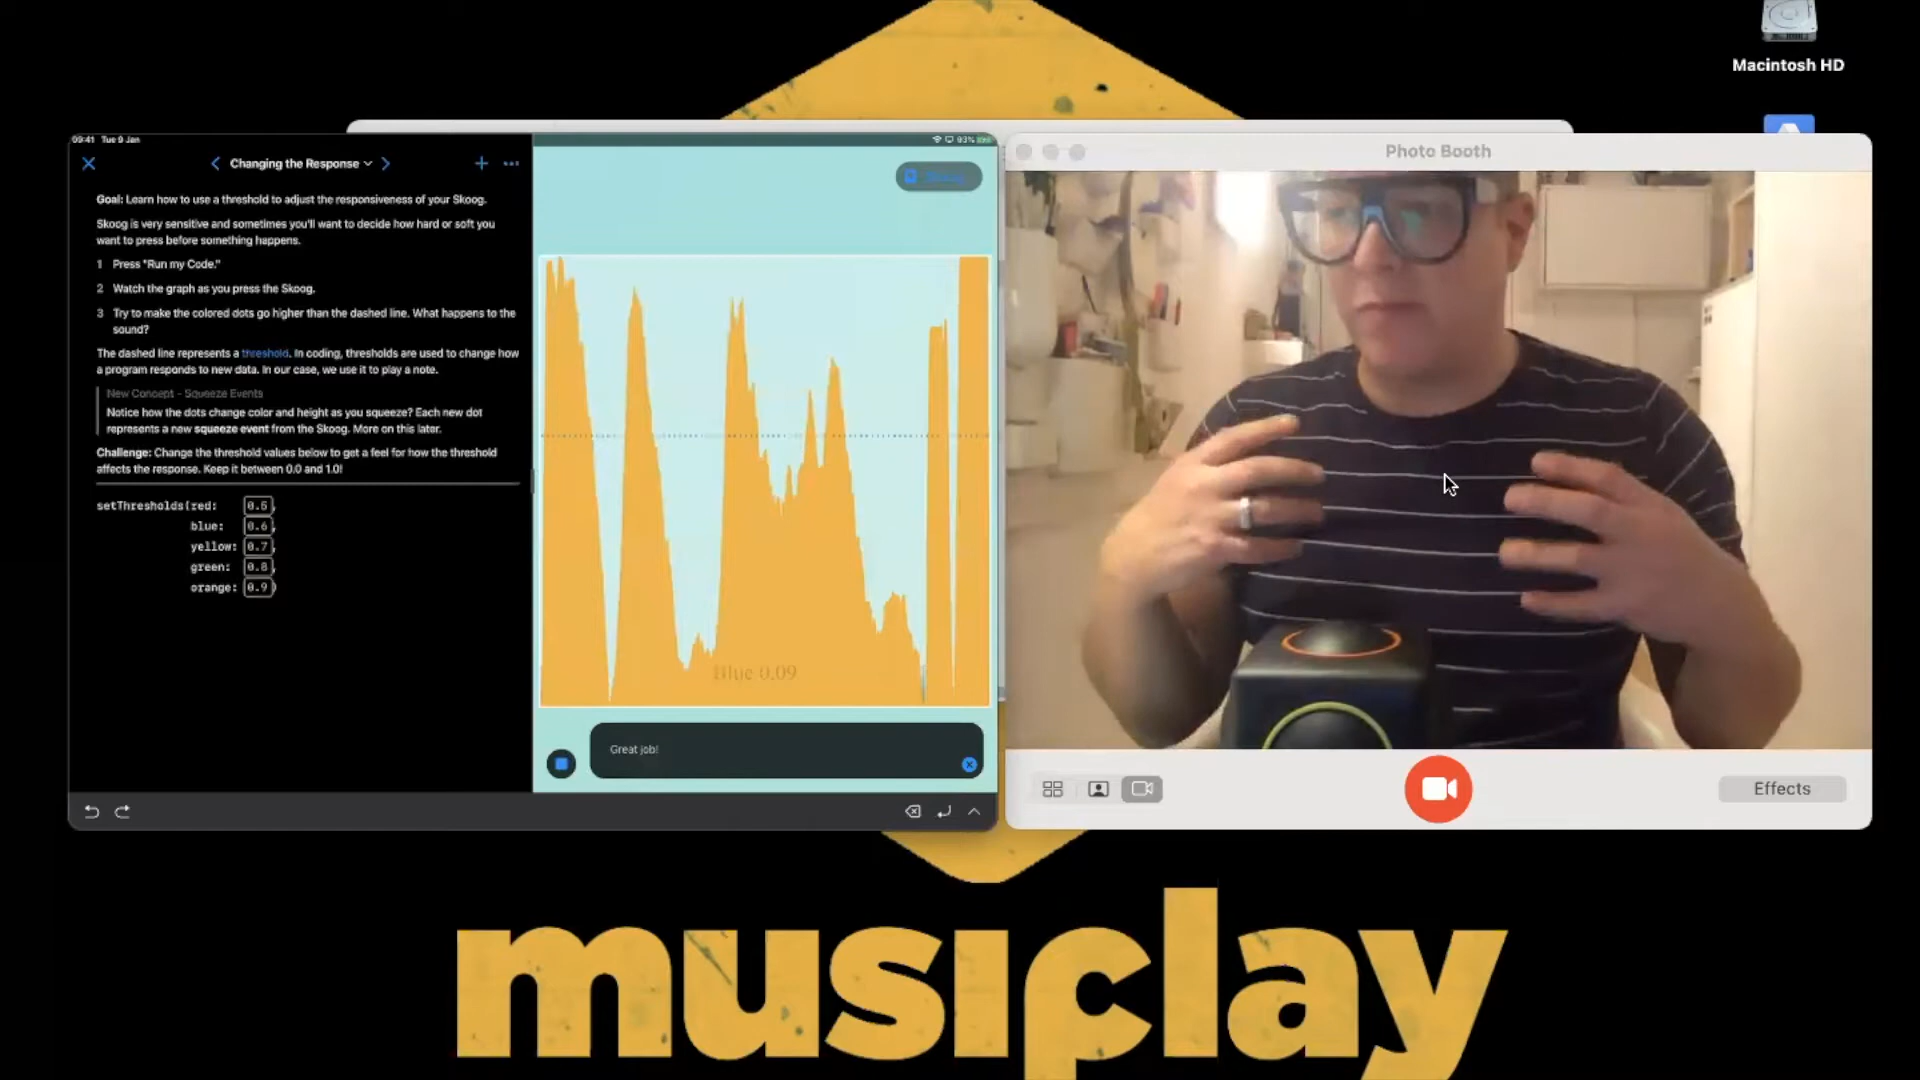 Macintosh HD
09:41 Tue 9 Jan
93%
Changing the Response
Photo Booth
Goal: Learn how to use a threshold to adjust the responsiveness of your Skoog.
Skoog is very sensitive and sometimes you'll want to decide how hard or soft you
want to press before something happens.
1 Press "Run my Code."
2 Watch the graph as you press the Skoog.
3 Try to make the colored dots go higher than the dashed line. What happens to the
sound?
The dashed line represents a threshold. In coding, thresholds are used to change how
a program responds to new data. In our case, we use it to play a note.
New Concept - Squeeze Events
Notice how the dots change color and height as you squeeze? Each new dot
represents a new squeeze event from the Skoog. More on this later.
Challenge: Change the threshold values below to get a feel for how the threshold
affects the response. Keep it between 0.0 and 1.0!
setThresholds(red: 0.5,
blue: 0.6,
yellow: 0.7,
green: 0.8,
orange: 0.9)
Blue 0.09
Great job!
Effects
musıclay